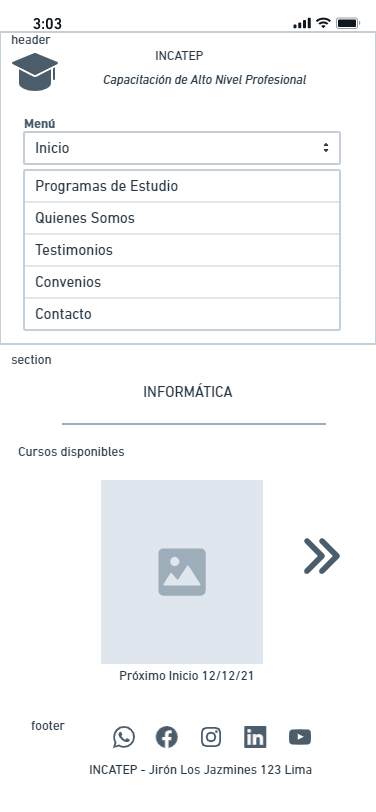 3:03
header
INCATEP
Capacitación de Alto Nivel Profesional
Menú
Inicio
Programas de Estudio
Quienes Somos
Testimonios
Convenios
Contacto
section
INFORMÁTICA
Cursos disponibles
Próximo Inicio 12/12/21
footer
in
INCATEP - Jirón Los Jazmines 123 Lima